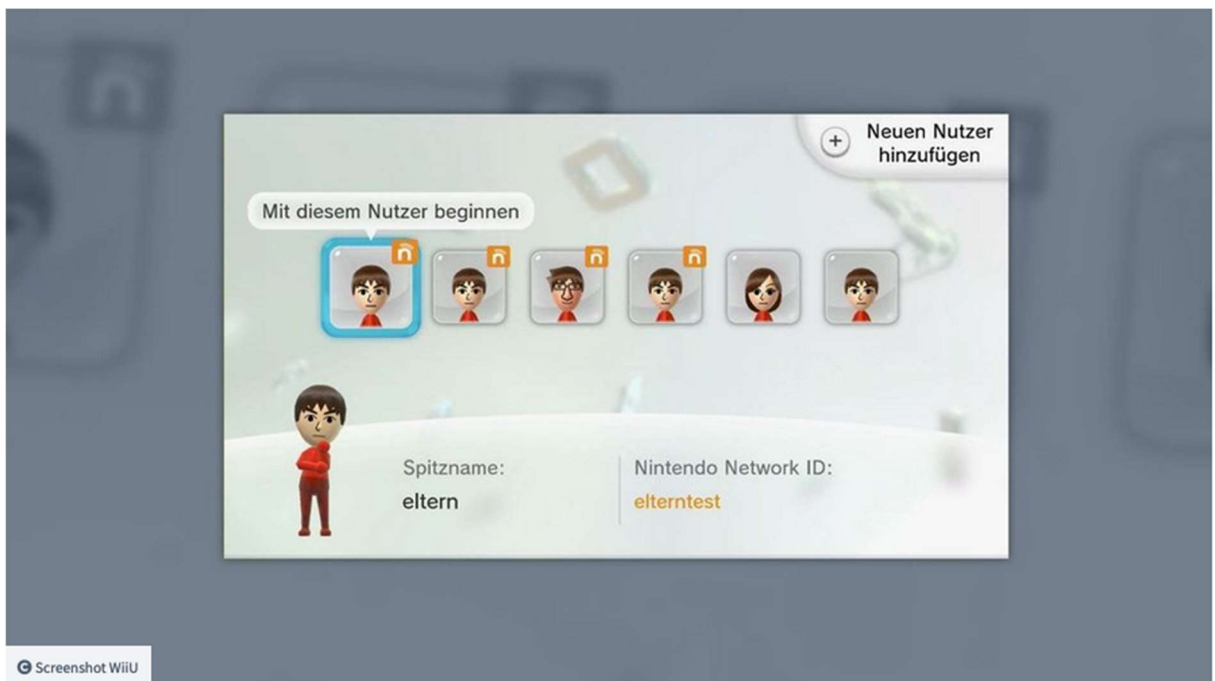 Neuen Nutzer
hinzufügen
Mit diesem Nutzer beginnen
Spitzname:
eltern
Nintendo Network ID:
elterntest
© Screenshot WiiU